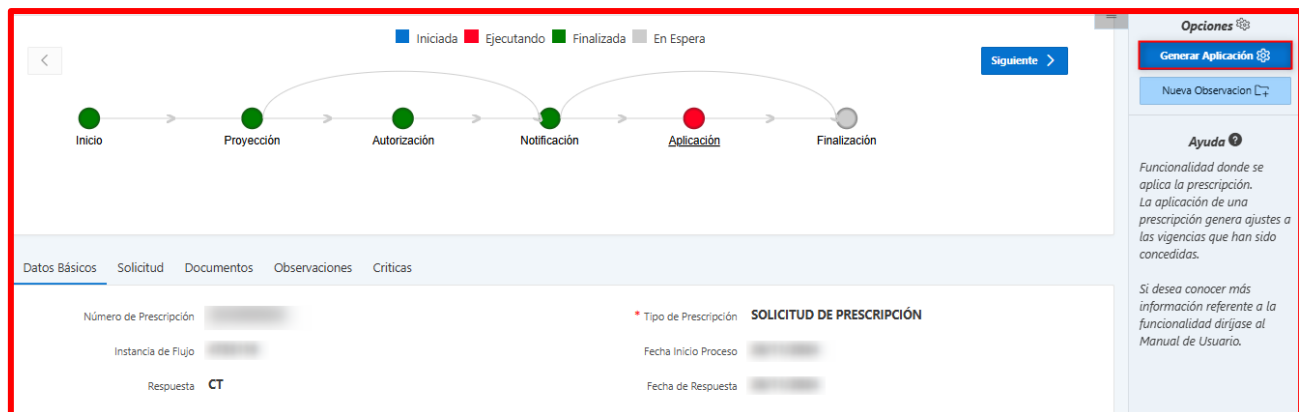 Iniciada Ejecutando Finalizada En Espera
Siguiente
Inicio Proyección Autorización Notificación Aplicación Finalización
Datos Básicos Solicitud Documentos Observaciones Criticas
Número de Prescripción
* Tipo de Prescripción SOLICITUD DE PRESCRIPCIÓN
Instancia de Flujo
Fecha Inicio Proceso
Respuesta CT
Fecha de Respuesta
Opciones
Generar Aplicación
Nueva Observacion
Ayuda
Funcionalidad donde se
aplica la prescripción.
La aplicación de una
prescripción genera ajustes a
las vigencias que han sido
concedidas.
Si desea conocer más
información referente a la
funcionalidad diríjase al
Manual de Usuario.